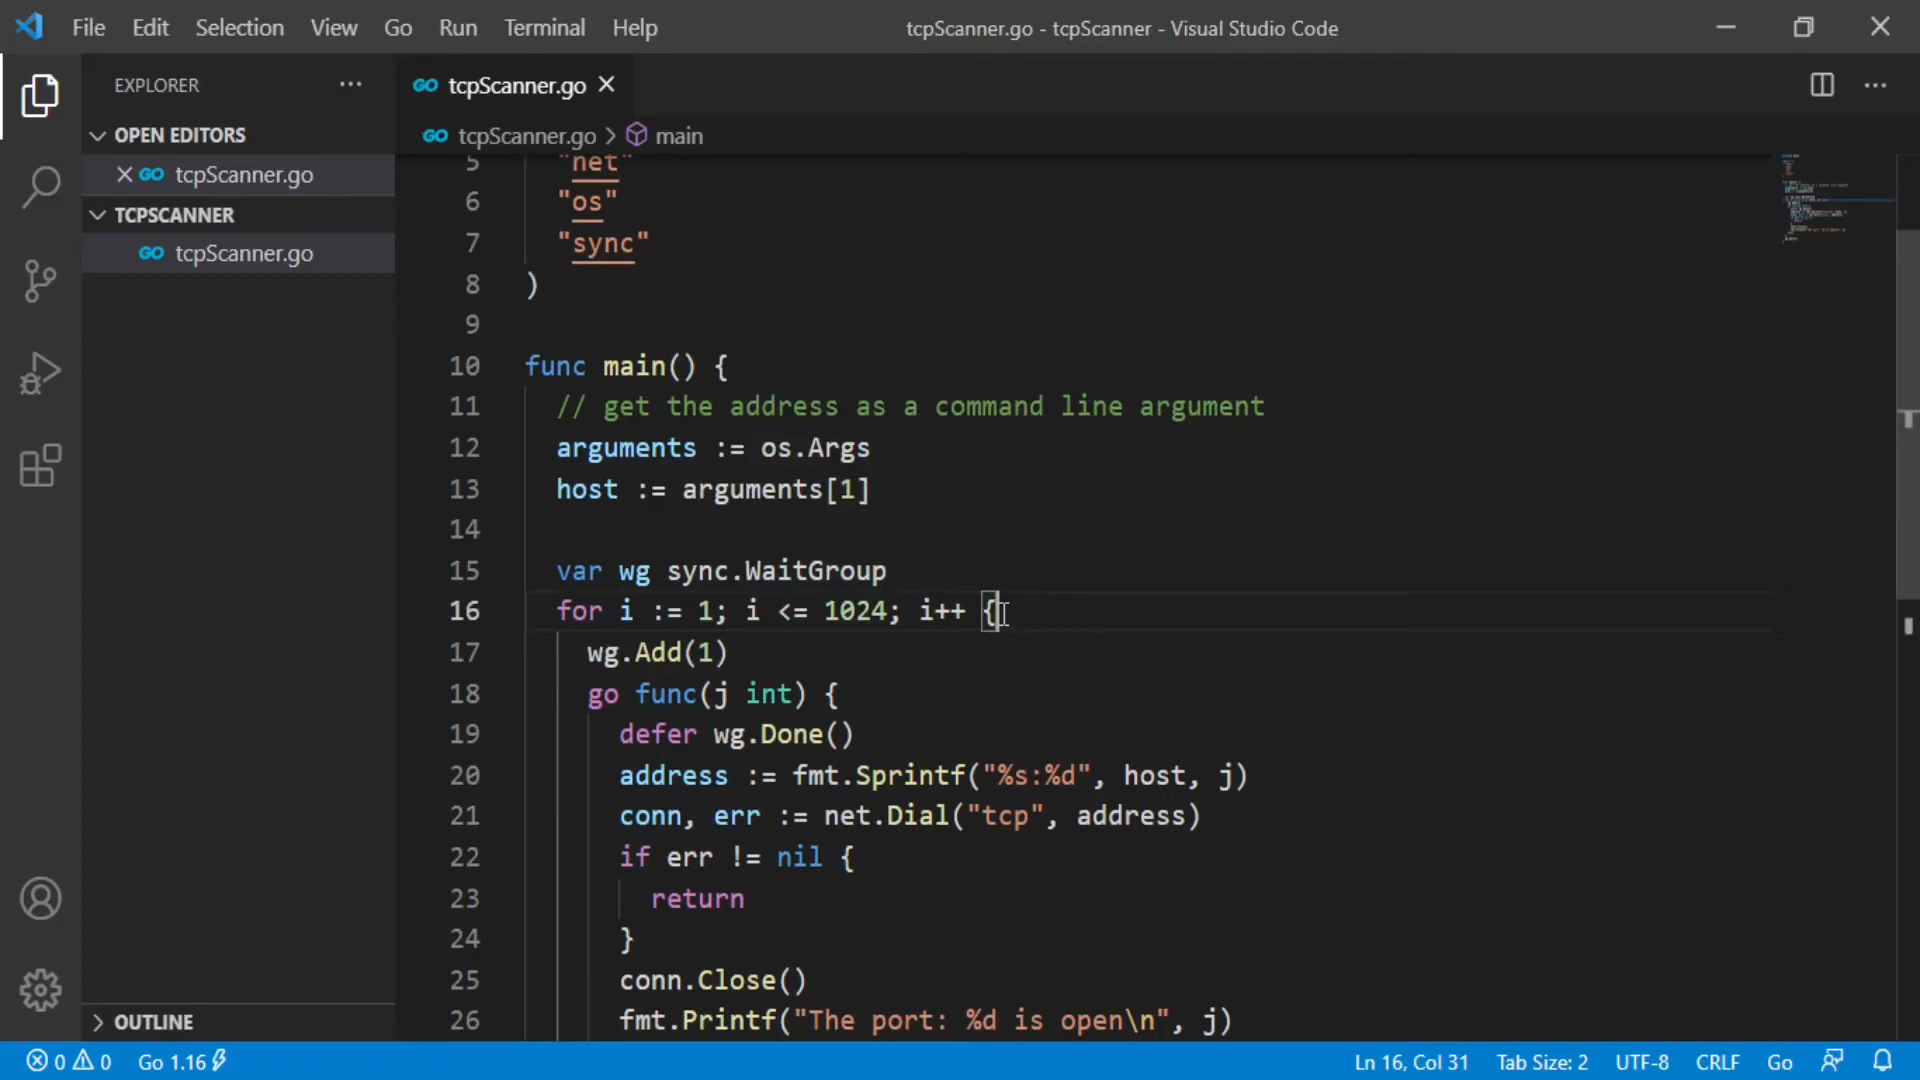 File Edit Selection View Go Run Terminal Help
tcpScanner.go - tcpScanner - Visual Studio Code
EXPLORER
OPEN EDITORS
GO tcpScanner.go
TCPSCANNER
GO tcpScanner.go
OUTLINE
GO tcpScanner.go
GO tcpScanner.go > main
5 "net"
6 "os"
7 "sync"
8 )
9
10 func main() {
11 // get the address as a command line argument
12 arguments := os.Args
13 host := arguments[1]
14
15 var wg sync.WaitGroup
16 for i := 1; i <= 1024; i++ {
17 wg.Add(1)
18 go func(j int) {
19 defer wg.Done()
20 address := fmt.Sprintf("%s:%d", host, j)
21 conn, err := net.Dial("tcp", address)
22 if err != nil {
23 return
24 }
25 conn.Close()
26 fmt.Printf("The port: %d is open\n", j)
0 0 Go 1.16 Ln 16, Col 31 Tab Size: 2 UTF-8 CRLF Go